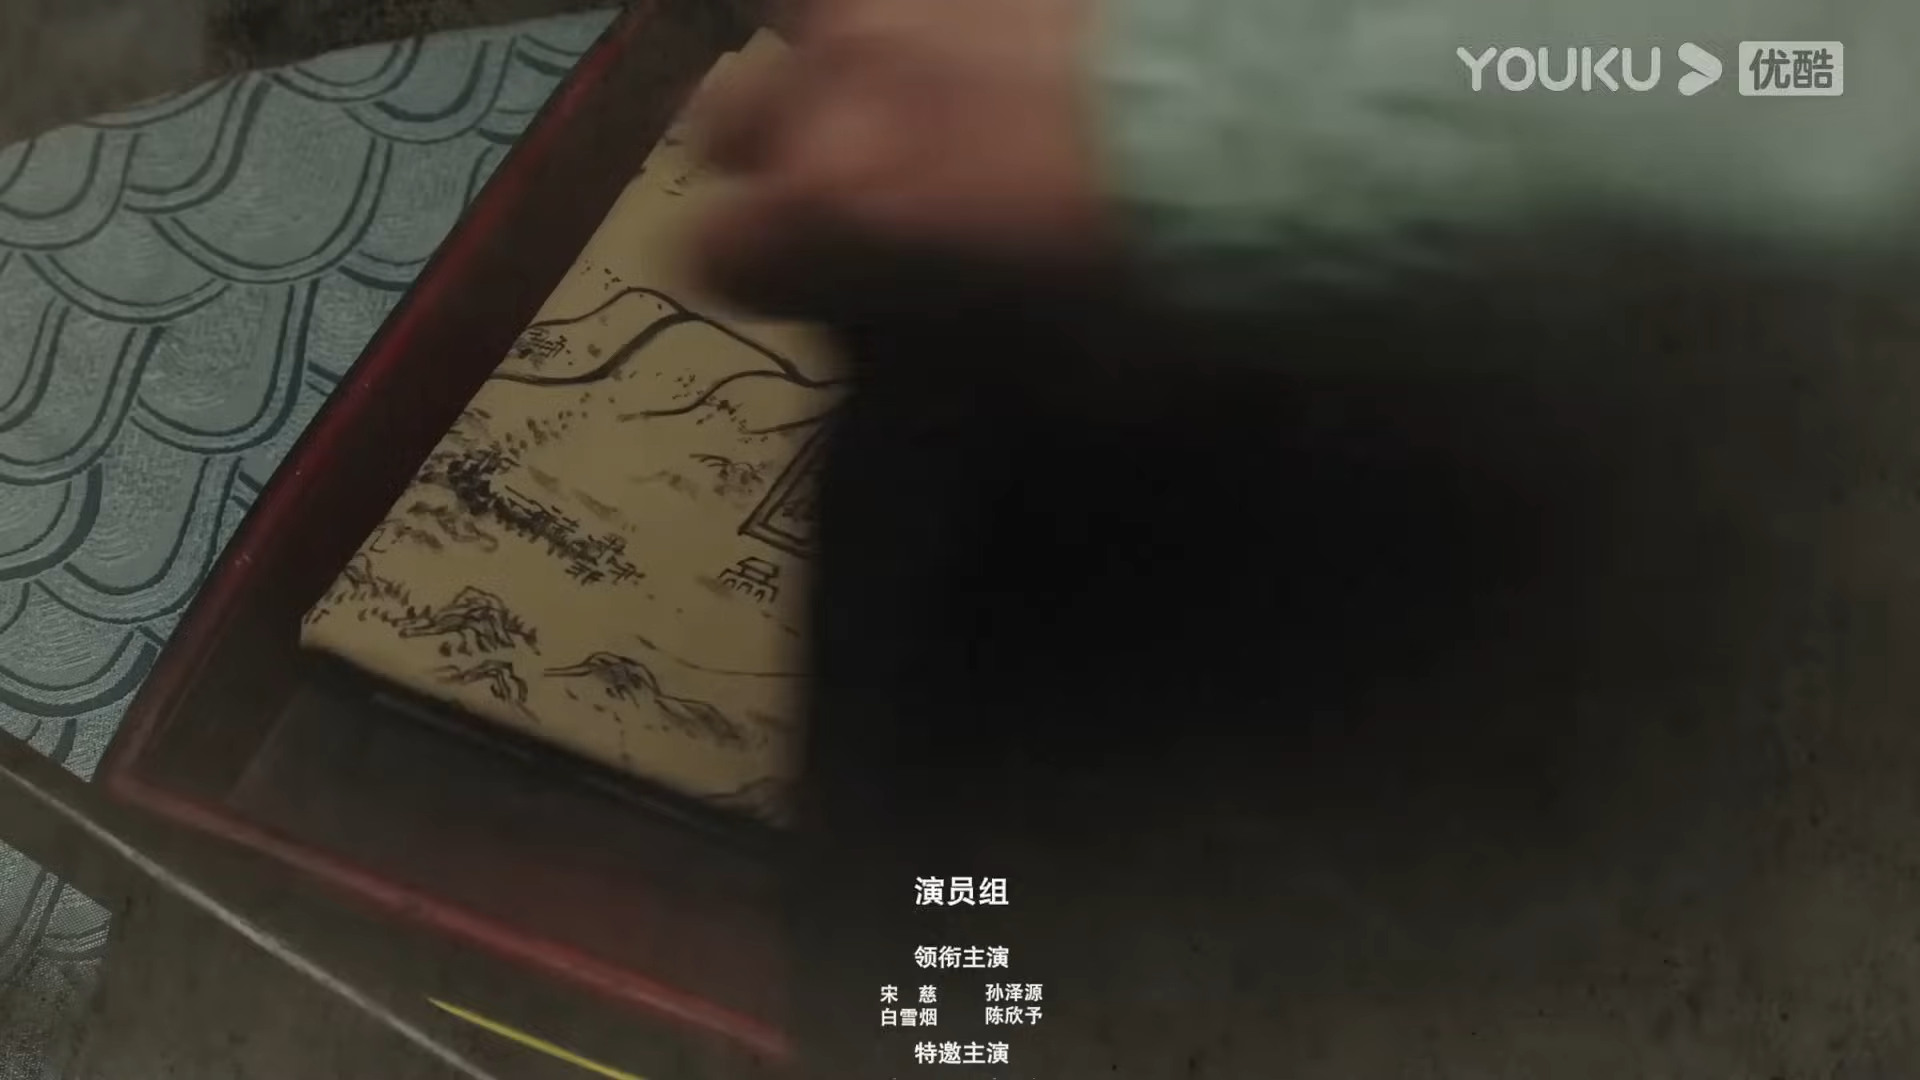 YOUKU 优酷
演员组
领衔主演
宋 慈 孙泽源
白雪烟 陈欣予
特邀主演